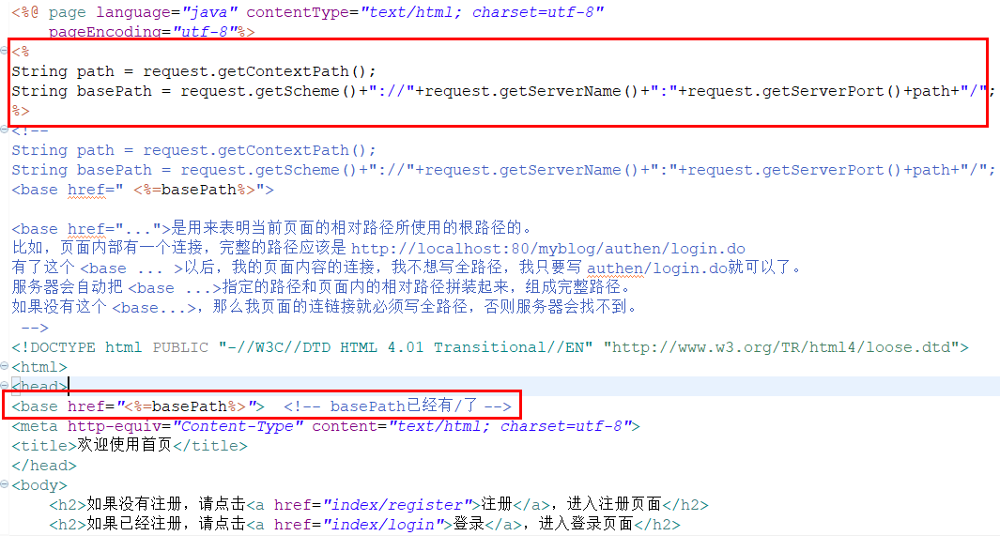 <%@ page language="java" contentType="text/html; charset=utf-8"
    pageEncoding="utf-8"%>
<%
String path = request.getContextPath();
String basePath = request.getScheme()+"://"+request.getServerName()+":"+request.getServerPort()+path+"/";
%>
<!--
String path = request.getContextPath();
String basePath = request.getScheme()+"://"+request.getServerName()+":"+request.getServerPort()+path+"/";
<base href=" <%=basePath%>">
<base href="...">是用来表明当前页面的相对路径所使用的根路径的。
比如，页面内部有一个连接，完整的路径应该是 http://localhost:80/myblog/authen/login.do
有了这个 <base ... >以后，我的页面内容的连接，我不想写全路径，我只要写 authen/login.do就可以了。
服务器会自动把 <base ...>指定的路径和页面内的相对路径拼装起来，组成完整路径。
如果没有这个 <base...>，那么我页面的连链接就必须写全路径，否则服务器会找不到。
 -->
<!DOCTYPE html PUBLIC "-//W3C//DTD HTML 4.01 Transitional//EN" "http://www.w3.org/TR/html4/loose.dtd">
<html>
<head>
<base href="<%=basePath%>">  <!-- basePath已经有/了 -->
<meta http-equiv="Content-Type" content="text/html; charset=utf-8">
<title>欢迎使用首页</title>
</head>
<body>
    <h2>如果没有注册，请点击<a href="index/register">注册</a>，进入注册页面</h2>
    <h2>如果已经注册，请点击<a href="index/login">登录</a>，进入登录页面</h2>